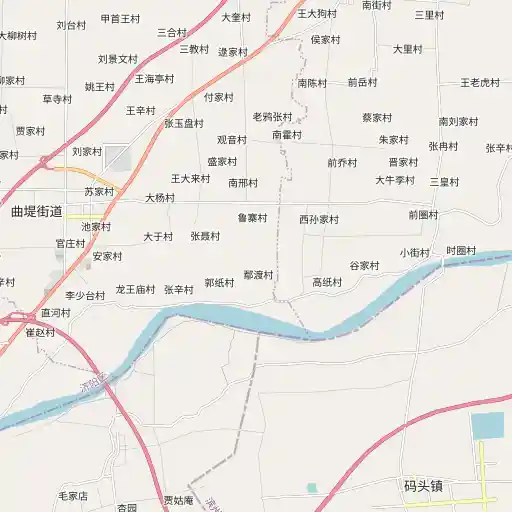 南街村
王大狗村
三里村
甲首王村
大奎村
刘台村
三合村
大柳树村
侯家村
三教村
逯家村
大里村
刘景文村
王海亭村
柳家村
姚王村
南陈村
前岳村
王老虎村
草寺村
付家村
王辛村
老鸦张村
蔡家村
南刘家村
张玉盘村
贾家村
南霍村
观音村
朱家村
张冉村
张辛村
刘家村
家村
盛家村
前乔村
晋家村
王大来村
南邢村
大牛李村
三皇村
苏家村
大杨村
曲堤街道
鲁寨村
西孙家村
前圈村
池家村
大于村
张聂村
官庄村
安家村
小街村
时圈村
谷家村
鄢渡村
郭纸村
高纸村
龙王庙村
张辛村
辛村
李少台村
直河村
崔赵村
济阳区
码头镇
毛家店
贾姑庵
杏园
滨州